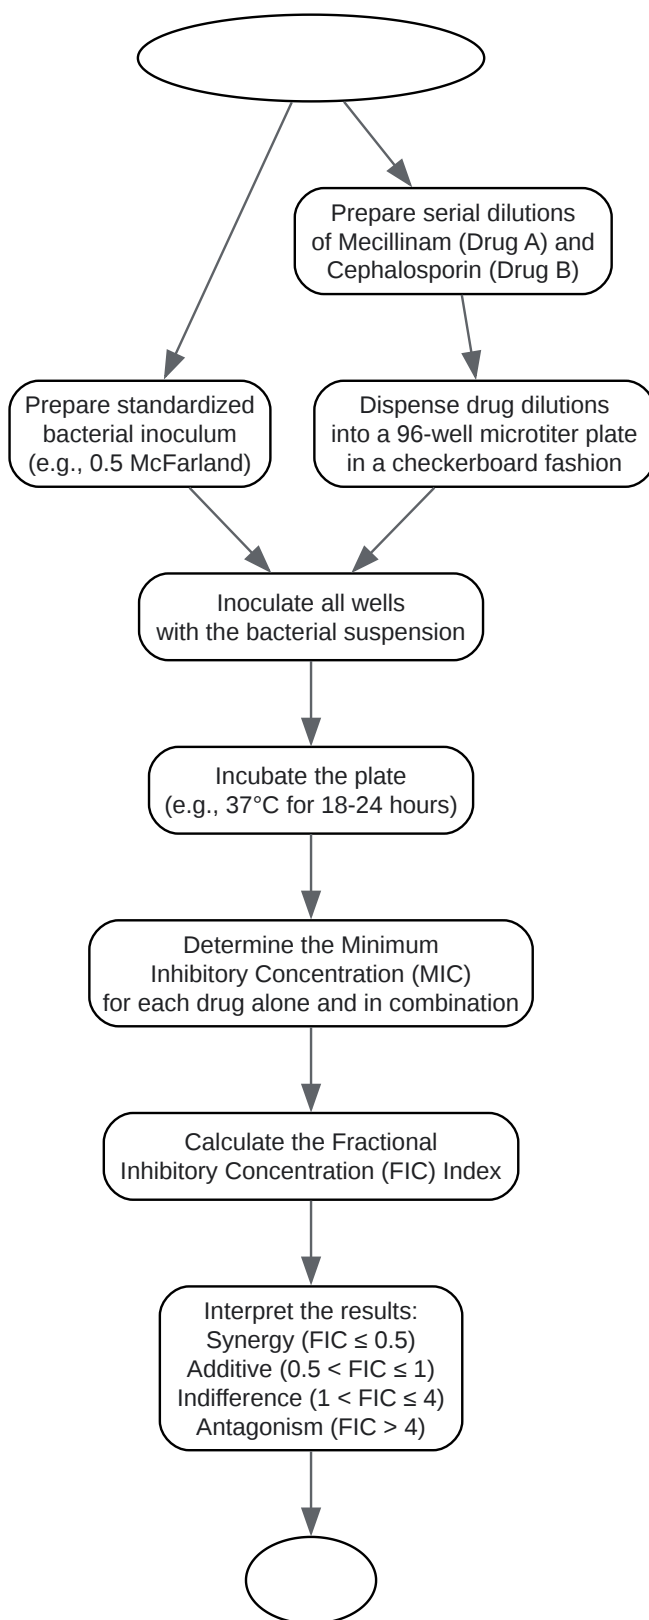 Prepare serial dilutions
of Mecillinam (Drug A) and
Cephalosporin (Drug B)
Prepare standardized
bacterial inoculum
(e.g., 0.5 McFarland)
Dispense drug dilutions
into a 96-well microtiter plate
in a checkerboard fashion
Inoculate all wells
with the bacterial suspension
Incubate the plate
(e.g., 37°C for 18-24 hours)
Determine the Minimum
Inhibitory Concentration (MIC)
for each drug alone and in combination
Calculate the Fractional
Inhibitory Concentration (FIC) Index
Interpret the results:
Synergy (FIC ≤ 0.5)
Additive (0.5 < FIC ≤ 1)
Indifference (1 < FIC ≤ 4)
Antagonism (FIC > 4)